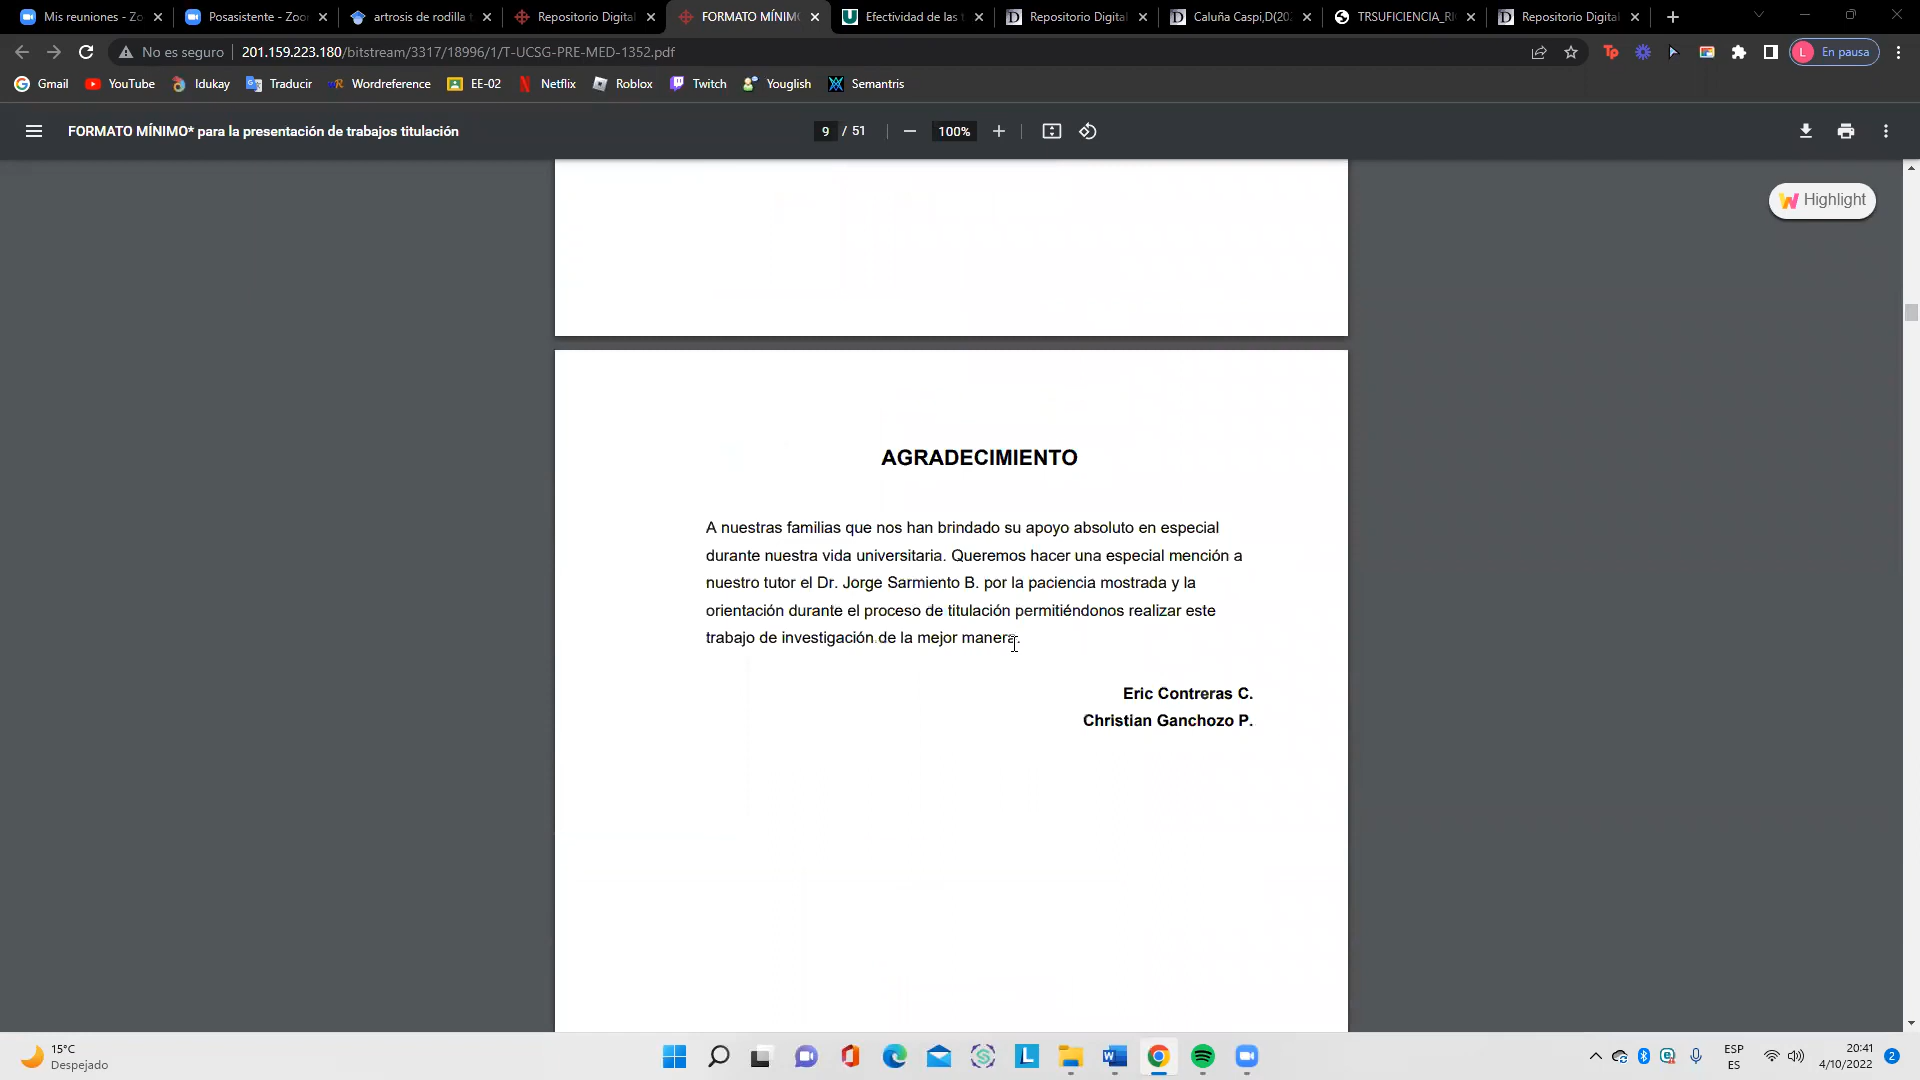 Mis reuniones - Zo
Posasistente - Zoo
artrosis de rodilla t
Repositorio Digital
FORMATO MÍNIM
Efectividad de las t
Repositorio Digital
Caluña Caspi,D(202
TRSUFICIENCIA_RI
Repositorio Digital
No es seguro 201.159.223.180/bitstream/3317/18996/1/T-UCSG-PRE-MED-1352.pdf
L En pausa
Gmail YouTube Idukay Traducir Wordreference EE-02 Netflix Roblox Twitch Youglish Semantris
FORMATO MÍNIMO* para la presentación de trabajos titulación
9 / 51
100%
Highlight
AGRADECIMIENTO
A nuestras familias que nos han brindado su apoyo absoluto en especial
durante nuestra vida universitaria. Queremos hacer una especial mención a
nuestro tutor el Dr. Jorge Sarmiento B. por la paciencia mostrada y la
orientación durante el proceso de titulación permitiéndonos realizar este
trabajo de investigación de la mejor manera.
Eric Contreras C.
Christian Ganchozo P.
15°C
Despejado
ESP
ES
20:41
4/10/2022
2